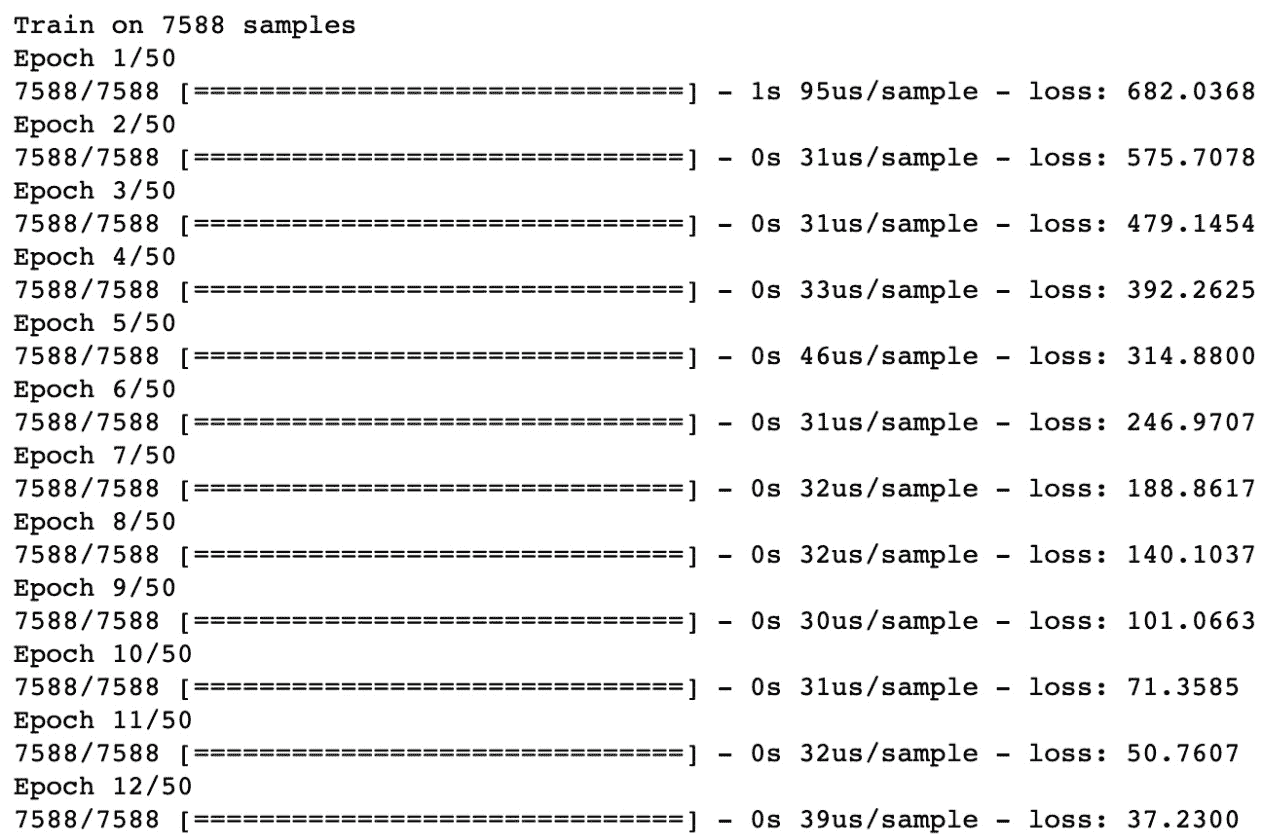 Train on 7588 samples
Epoch 1/50
7588/7588 [==============================] - 1s 95us/sample - loss: 682.0368
Epoch 2/50
7588/7588 [==============================] - 0s 31us/sample - loss: 575.7078
Epoch 3/50
7588/7588 [==============================] - 0s 31us/sample - loss: 479.1454
Epoch 4/50
7588/7588 [==============================] - 0s 33us/sample - loss: 392.2625
Epoch 5/50
7588/7588 [==============================] - 0s 46us/sample - loss: 314.8800
Epoch 6/50
7588/7588 [==============================] - 0s 31us/sample - loss: 246.9707
Epoch 7/50
7588/7588 [==============================] - 0s 32us/sample - loss: 188.8617
Epoch 8/50
7588/7588 [==============================] - 0s 32us/sample - loss: 140.1037
Epoch 9/50
7588/7588 [==============================] - 0s 30us/sample - loss: 101.0663
Epoch 10/50
7588/7588 [==============================] - 0s 31us/sample - loss: 71.3585
Epoch 11/50
7588/7588 [==============================] - 0s 32us/sample - loss: 50.7607
Epoch 12/50
7588/7588 [==============================] - 0s 39us/sample - loss: 37.2300